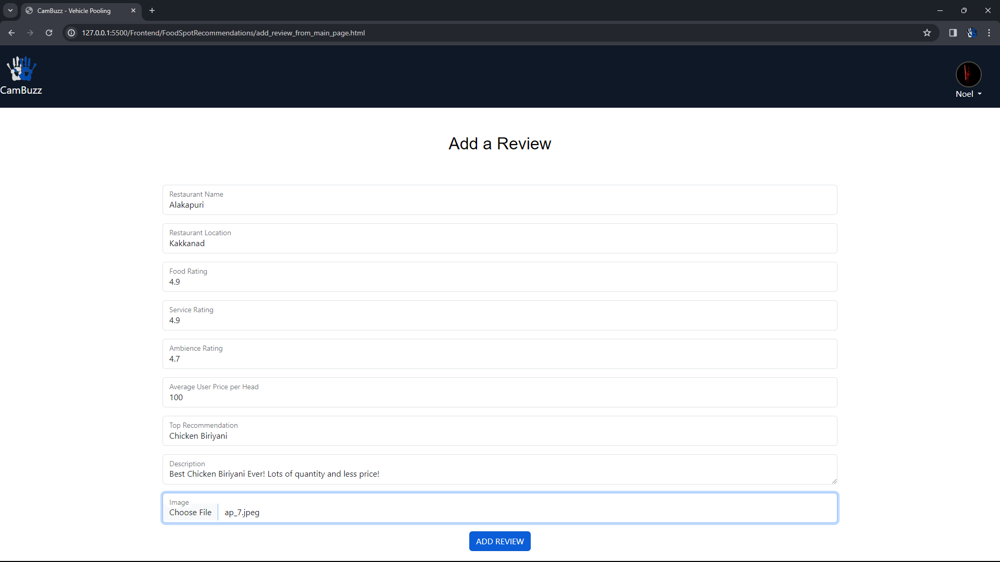 CamBuzz - Vehicle Pooling
127.0.0.1:5500/Frontend/FoodSpotRecommendations/add_review_from_main_page.html
CamBuzz
Noel
Add a Review
Restaurant Name
Alakapuri
Restaurant Location
Kakkanad
Food Rating
4.9
Service Rating
4.9
Ambience Rating
4.7
Average User Price per Head
100
Top Recommendation
Chicken Biriyani
Description
Best Chicken Biriyani Ever! Lots of quantity and less price!
Image
Choose File ap_7.jpeg
ADD REVIEW